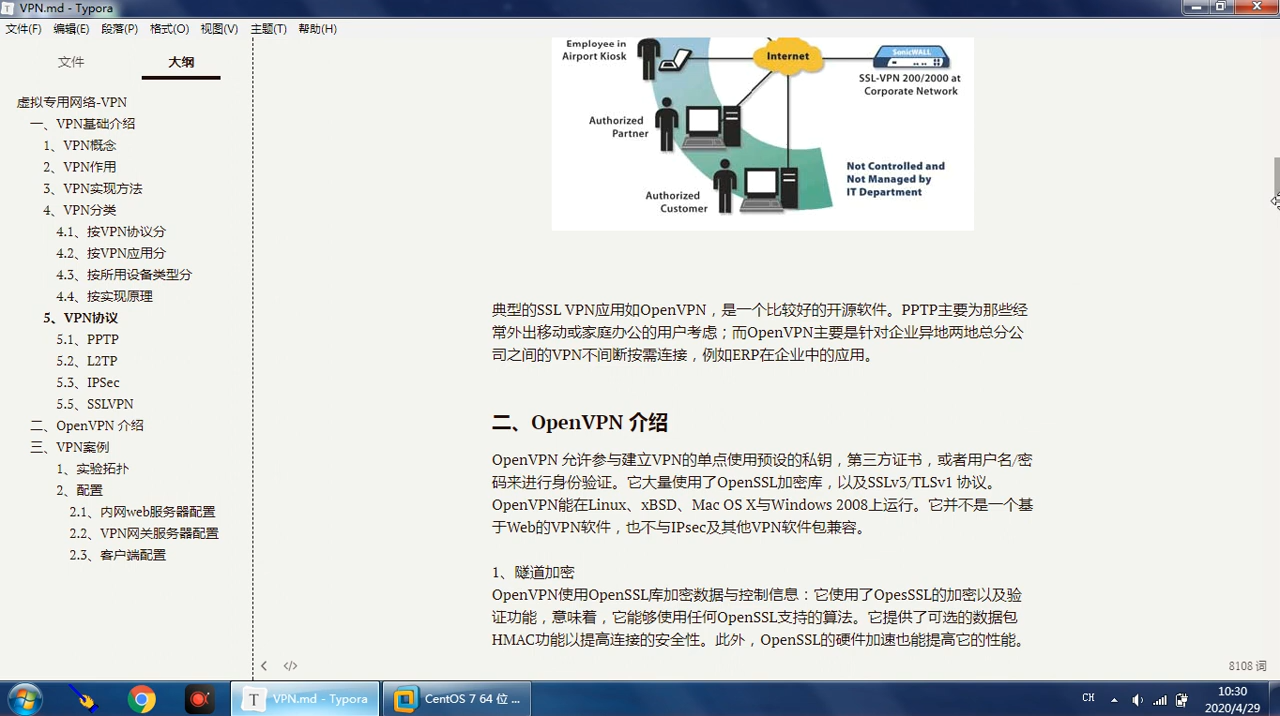 VPN.md - Typora
文件(F) 编辑(E) 段落(P) 格式(O) 视图(V) 主题(T) 帮助(H)
文件 大纲
虚拟专用网络-VPN
一、VPN基础介绍
1、VPN概念
2、VPN作用
3、VPN实现方法
4、VPN分类
4.1、按VPN协议分
4.2、按VPN应用分
4.3、按所用设备类型分
4.4、按实现原理
5、VPN协议
5.1、PPTP
5.2、L2TP
5.3、IPSec
5.5、SSLVPN
二、OpenVPN 介绍
三、VPN案例
1、实验拓扑
2、配置
2.1、内网web服务器配置
2.2、VPN网关服务器配置
2.3、客户端配置
Employee in
Airport Kiosk
Internet
SonicWALL
SSL-VPN 200/2000 at
Corporate Network
Authorized
Partner
Authorized
Customer
Not Controlled and
Not Managed by
IT Department
典型的SSL VPN应用如OpenVPN，是一个比较好的开源软件。PPTP主要为那些经
常外出移动或家庭办公的用户考虑；而OpenVPN主要是针对企业异地两地总分公
司之间的VPN不间断按需连接，例如ERP在企业中的应用。
二、OpenVPN 介绍
OpenVPN 允许参与建立VPN的单点使用预设的私钥，第三方证书，或者用户名/密
码来进行身份验证。它大量使用了OpenSSL加密库，以及SSLv3/TLSv1 协议。
OpenVPN能在Linux、xBSD、Mac OS X与Windows 2008上运行。它并不是一个基
于Web的VPN软件，也不与IPsec及其他VPN软件包兼容。
1、隧道加密
OpenVPN使用OpenSSL库加密数据与控制信息：它使用了OpesSSL的加密以及验
证功能，意味着，它能够使用任何OpenSSL支持的算法。它提供了可选的数据包
HMAC功能以提高连接的安全性。此外，OpenSSL的硬件加速也能提高它的性能。
8108 词
VPN.md - Typora
CentOS 7 64 位 ...
CH
10:30
2020/4/29